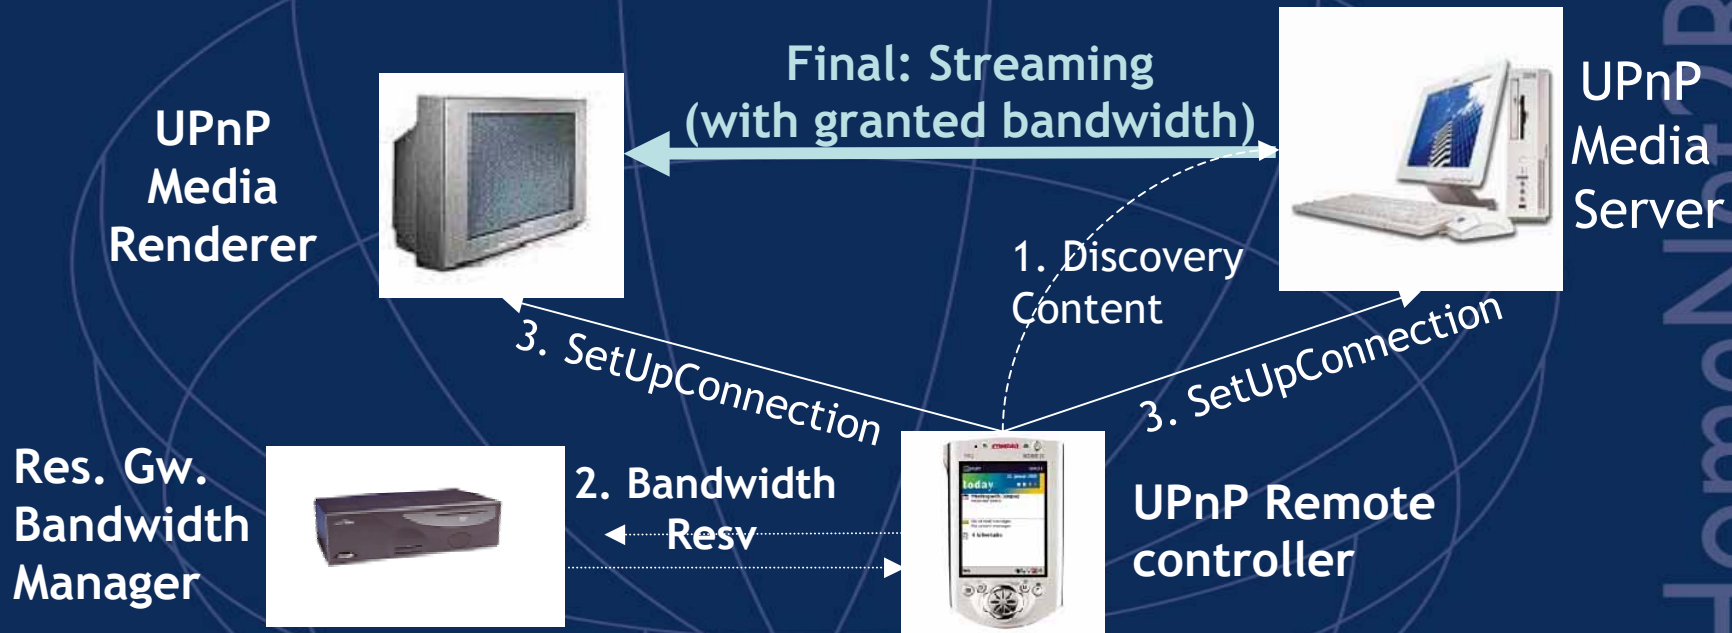 Final: Streaming
(with granted bandwidth)
UPnP
Media
Renderer
UPnP
Media
Server
1. Discovery
Content
3. SetUpConnection
3. SetUpConnection
Res. Gw.
Bandwidth
Manager
2. Bandwidth
Resv
today
UPnP Remote
controller